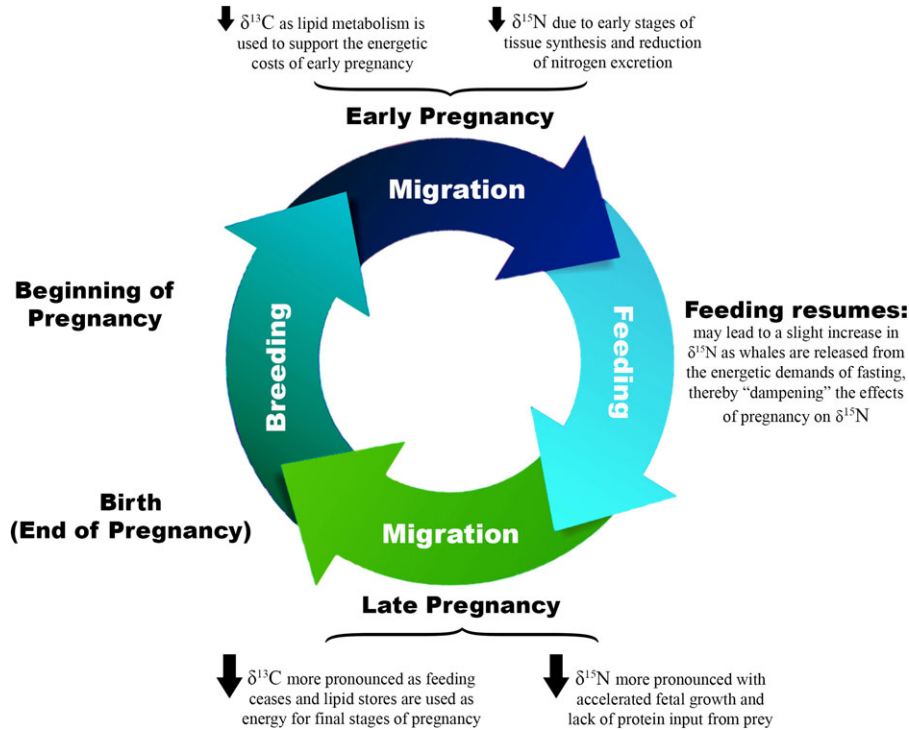 δ¹³C as lipid metabolism is
used to support the energetic
costs of early pregnancy
δ¹⁵N due to early stages of
tissue synthesis and reduction
of nitrogen excretion
Early Pregnancy
Migration
Feeding
Feeding resumes:
may lead to a slight increase in
δ¹⁵N as whales are released from
the energetic demands of fasting,
thereby “dampening” the effects
of pregnancy on δ¹⁵N
Beginning of
Pregnancy
Breeding
Birth
(End of Pregnancy)
Migration
Late Pregnancy
δ¹³C more pronounced as feeding
ceases and lipid stores are used as
energy for final stages of pregnancy
δ¹⁵N more pronounced with
accelerated fetal growth and
lack of protein input from prey